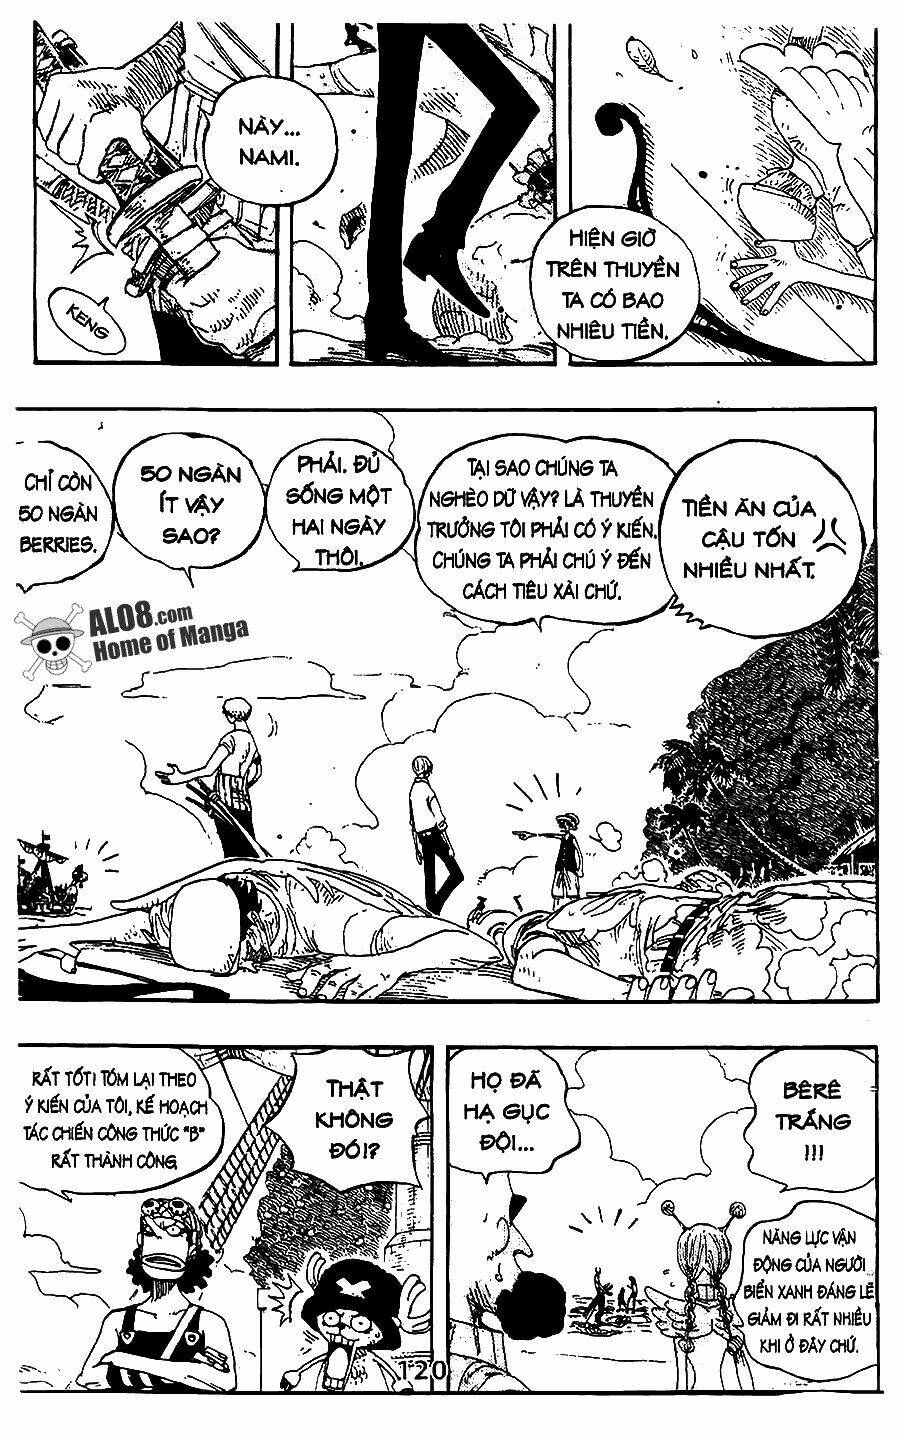 NÀY...
NAMI.
KENG
HIỆN GIỜ
TRÊN THUYỀN
TA CÓ BAO
NHIÊU TIỀN.
CHỈ CÒN
50 NGÀN
BERRIES.
50 NGÀN
ÍT VẬY
SAO?
PHẢI. ĐỦ
SỐNG MỘT
HAI NGÀY
THÔI.
TẠI SAO CHÚNG TA
NGHÈO DỮ VẬY? LÀ THUYỀN
TRƯỞNG TÔI PHẢI CÓ Ý KIẾN.
CHÚNG TA PHẢI CHÚ Ý ĐẾN
CÁCH TIÊU XÀI CHỨ.
TIỀN ĂN CỦA
CẬU TỐN
NHIỀU NHẤT.
AL08.com
Home of Manga
RẤT TỐT! TÓM LẠI THEO
Ý KIẾN CỦA TÔI, KẾ HOẠCH
TÁC CHIẾN CÔNG THỨC "B"
RẤT THÀNH CÔNG.
THẬT
KHÔNG
ĐÓ!?
HỌ ĐÃ
HẠ GỤC
ĐỘI...
BÊRÊ
TRẮNG
!!!
NĂNG LỰC VẬN
ĐỘNG CỦA NGƯỜI
BIỂN XANH ĐÁNG LẼ
GIẢM ĐI RẤT NHIỀU
KHI Ở ĐÂY CHỨ.
120